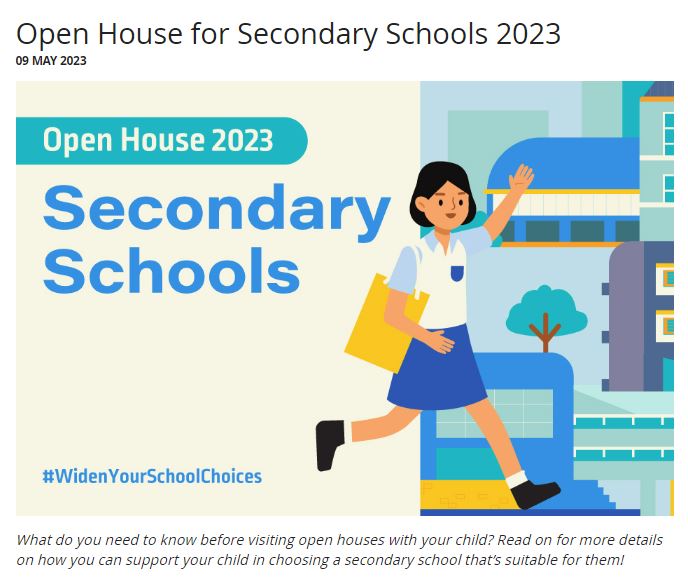 Open House for Secondary Schools 2023
09 MAY 2023
Open House 2023
Secondary
Schools
#WidenYourSchoolChoices
What do you need to know before visiting open houses with your child? Read on for more details
on how you can support your child in choosing a secondary school that’s suitable for them!